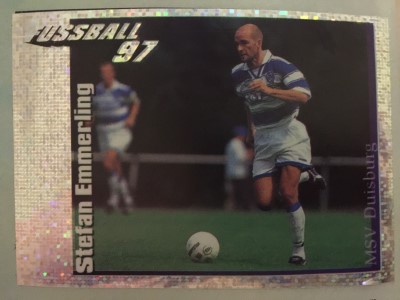 FUSSBALL
97
Stefan Emmerling
MSV Duisburg